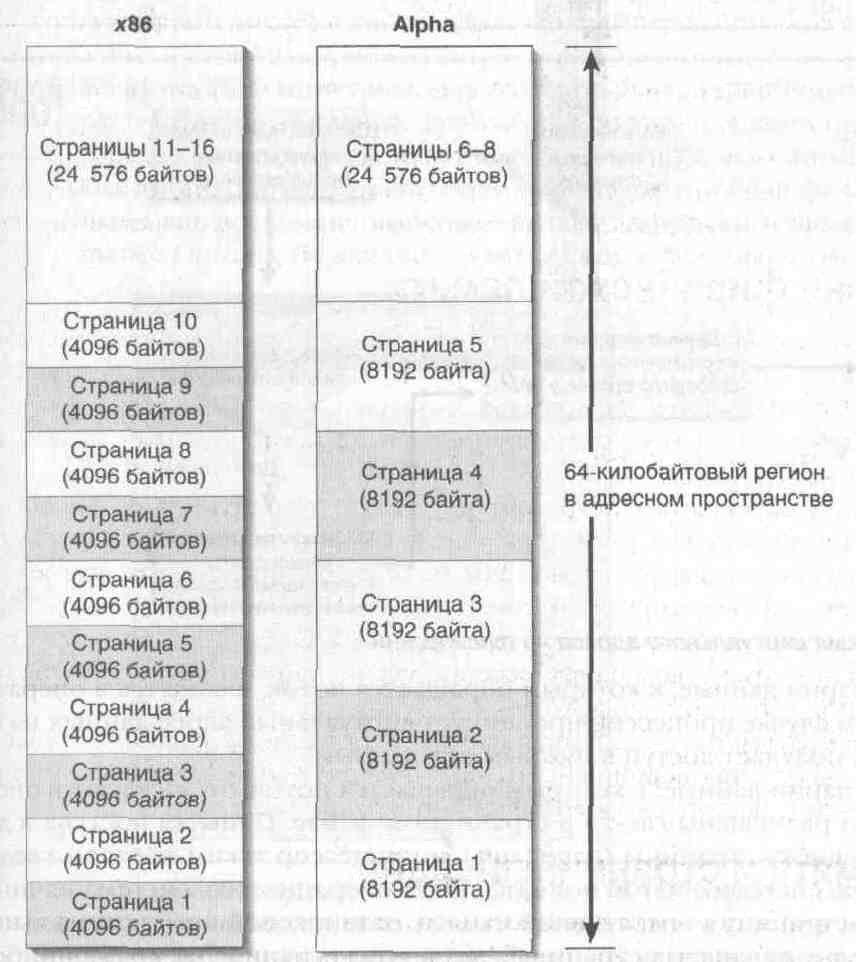 x86
Страницы 11–16
(24 576 байтов)
Страница 10
(4096 байтов)
Страница 9
(4096 байтов)
Страница 8
(4096 байтов)
Страница 7
(4096 байтов)
Страница 6
(4096 байтов)
Страница 5
(4096 байтов)
Страница 4
(4096 байтов)
Страница 3
(4096 байтов)
Страница 2
(4096 байтов)
Страница 1
(4096 байтов)
Alpha
Страницы 6–8
(24 576 байтов)
Страница 5
(8192 байта)
Страница 4
(8192 байта)
Страница 3
(8192 байта)
Страница 2
(8192 байта)
Страница 1
(8192 байта)
64-килобайтовый регион
в адресном пространстве